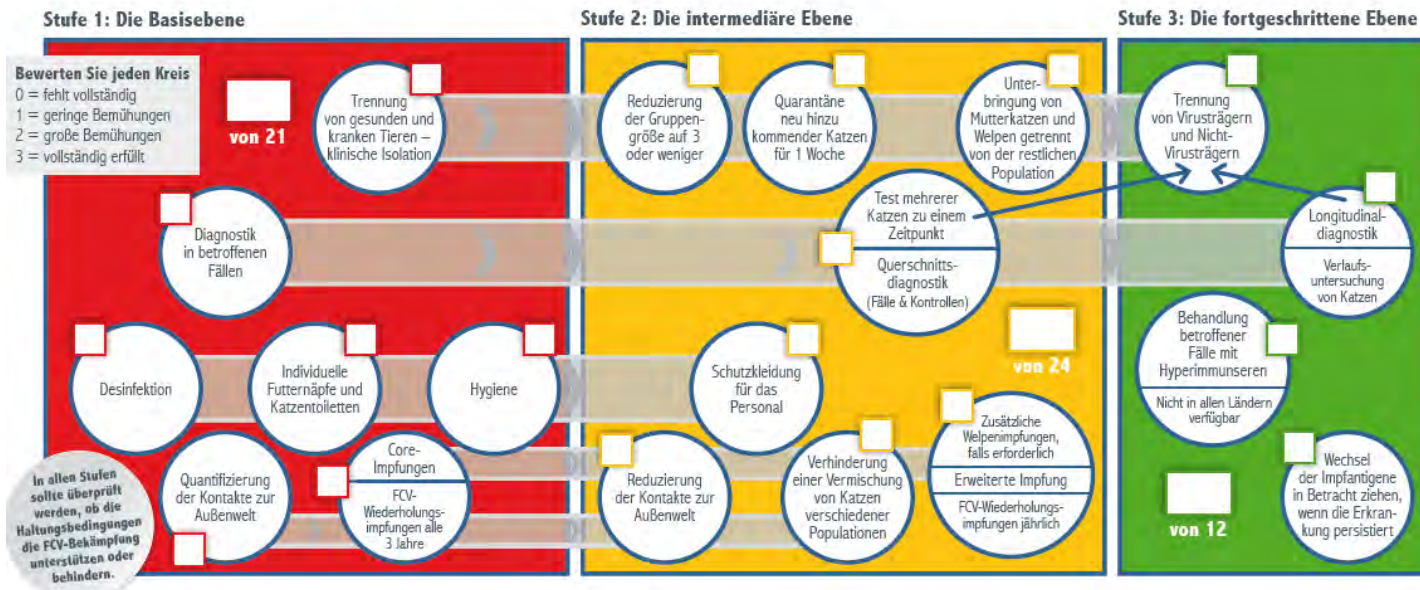 Stufe 1: Die Basisebene
Bewerten Sie jeden Kreis
0 = fehlt vollständig
1 = geringe Bemühungen
2 = große Bemühungen
3 = vollständig erfüllt
von 21
Trennung
von gesunden und
kranken Tieren –
klinische Isolation
Diagnostik
in betroffenen
Fällen
Desinfektion
Individuelle
Futternäpfe und
Katzentoiletten
Hygiene
Quantifizierung
der Kontakte zur
Außenwelt
Core-
Impfungen
FCV-
Wiederholungs-
impfungen alle
3 Jahre
In allen Stufen
sollte überprüft
werden, ob die
Haltungsbedingungen
die FCV-Bekämpfung
unterstützen oder
behindern.
Stufe 2: Die intermediäre Ebene
Reduzierung
der Gruppen-
größe auf 3
oder weniger
Quarantäne
neu hinzu
kommender Katzen
für 1 Woche
Unter-
bringung von
Mutterkatzen und
Welpen getrennt
von der restlichen
Population
Test mehrerer
Katzen zu einem
Zeitpunkt
Querschnitts-
diagnostik
(Fälle & Kontrollen)
von 24
Schutzkleidung
für das
Personal
Reduzierung
der Kontakte zur
Außenwelt
Verhinderung
einer Vermischung
von Katzen
verschiedener
Populationen
Zusätzliche
Welpenimpfungen,
falls erforderlich
Erweiterte Impfung
FCV-Wiederholungs-
impfungen jährlich
Stufe 3: Die fortgeschrittene Ebene
Trennung
von Virusträgern
und Nicht-
Virusträgern
Longitudinal-
diagnostik
Verlaufs-
untersuchung
von Katzen
Behandlung
betroffener
Fälle mit
Hyperimmunseren
Nicht in allen Ländern
verfügbar
von 12
Wechsel
der Impfantigene
in Betracht ziehen,
wenn die Erkran-
kung persistiert